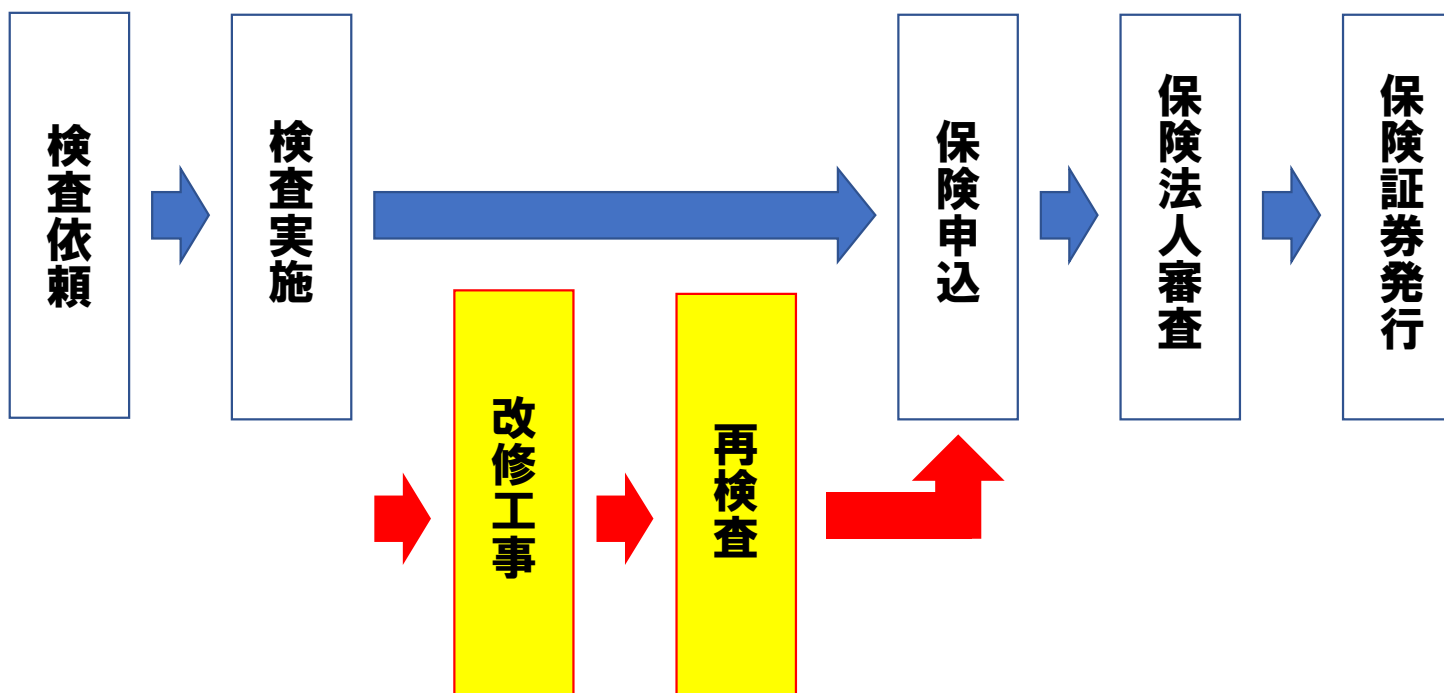 検査依頼
検査実施
改修工事
再検査
保険申込
保険法人審査
保険証券発行